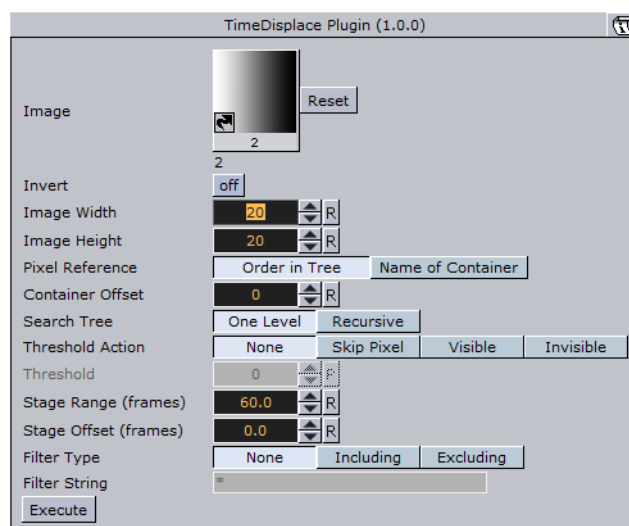 TimeDisplace Plugin (1.0.0)
Image
2
Reset
2
Invert off
Image Width 20 R
Image Height 20 R
Pixel Reference Order in Tree Name of Container
Container Offset 0 R
Search Tree One Level Recursive
Threshold Action None Skip Pixel Visible Invisible
Threshold 0 R
Stage Range (frames) 60.0 R
Stage Offset (frames) 0.0 R
Filter Type None Including Excluding
Filter String *
Execute